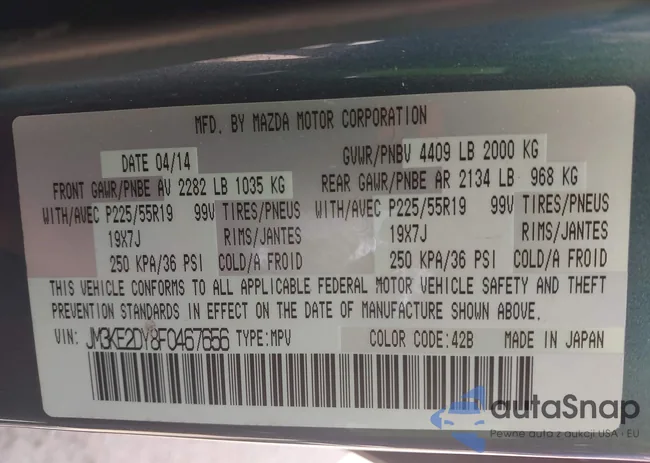 MFD. BY MAZDA MOTOR CORPORATION
DATE 04/14 GVWR/PNBV 4409 LB 2000 KG
FRONT GAWR/PNBE AV 2282 LB 1035 KG REAR GAWR/PNBE AR 2134 LB 968 KG
WITH/AVEC P225/55R19 99V TIRES/PNEUS WITH/AVEC P225/55R19 99V TIRES/PNEUS
19X7J RIMS/JANTES 19X7J RIMS/JANTES
250 KPA/36 PSI COLD/A FROID 250 KPA/36 PSI COLD/A FROID
THIS VEHICLE CONFORMS TO ALL APPLICABLE FEDERAL MOTOR VEHICLE SAFETY AND THEFT
PREVENTION STANDARDS IN EFFECT ON THE DATE OF MANUFACTURE SHOWN ABOVE.
VIN: JM3KE2DY8F0467656 TYPE:MPV COLOR CODE:42B MADE IN JAPAN
autoSnap
Pewne auta z aukcji USA · EU